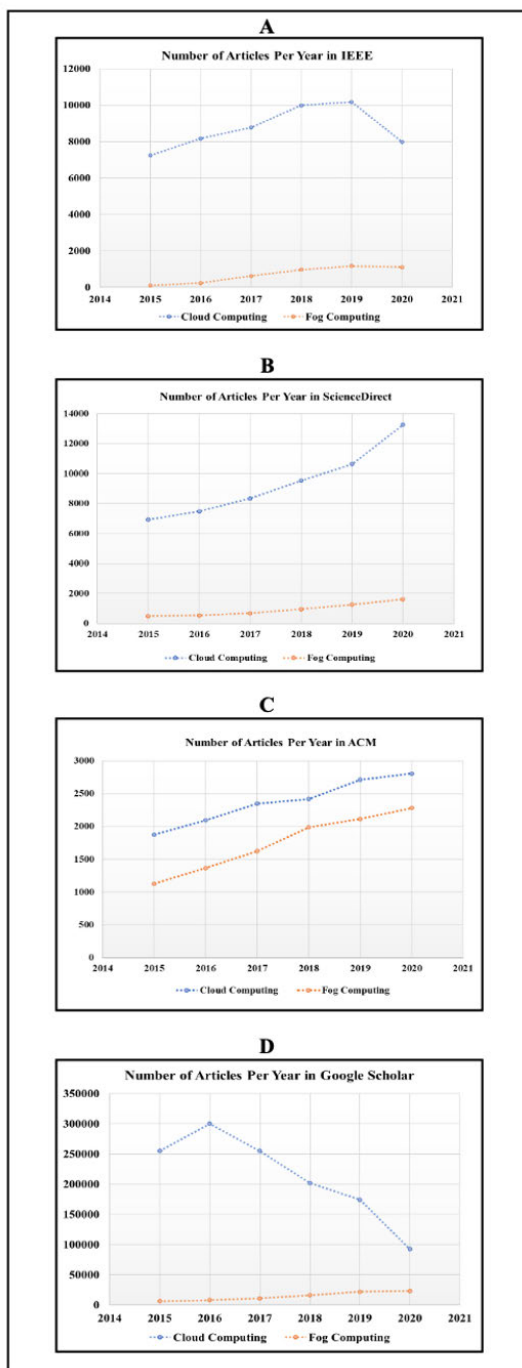 A
Number of Articles Per Year in IEEE
12000
10000
8000
6000
4000
2000
0
2014 2015 2016 2017 2018 2019 2020 2021
Cloud Computing Fog Computing
B
Number of Articles Per Year in ScienceDirect
14000
12000
10000
8000
6000
4000
2000
0
2014 2015 2016 2017 2018 2019 2020 2021
Cloud Computing Fog Computing
C
Number of Articles Per Year in ACM
3000
2500
2000
1500
1000
500
0
2014 2015 2016 2017 2018 2019 2020 2021
Cloud Computing Fog Computing
D
Number of Articles Per Year in Google Scholar
350000
300000
250000
200000
150000
100000
50000
0
2014 2015 2016 2017 2018 2019 2020 2021
Cloud Computing Fog Computing